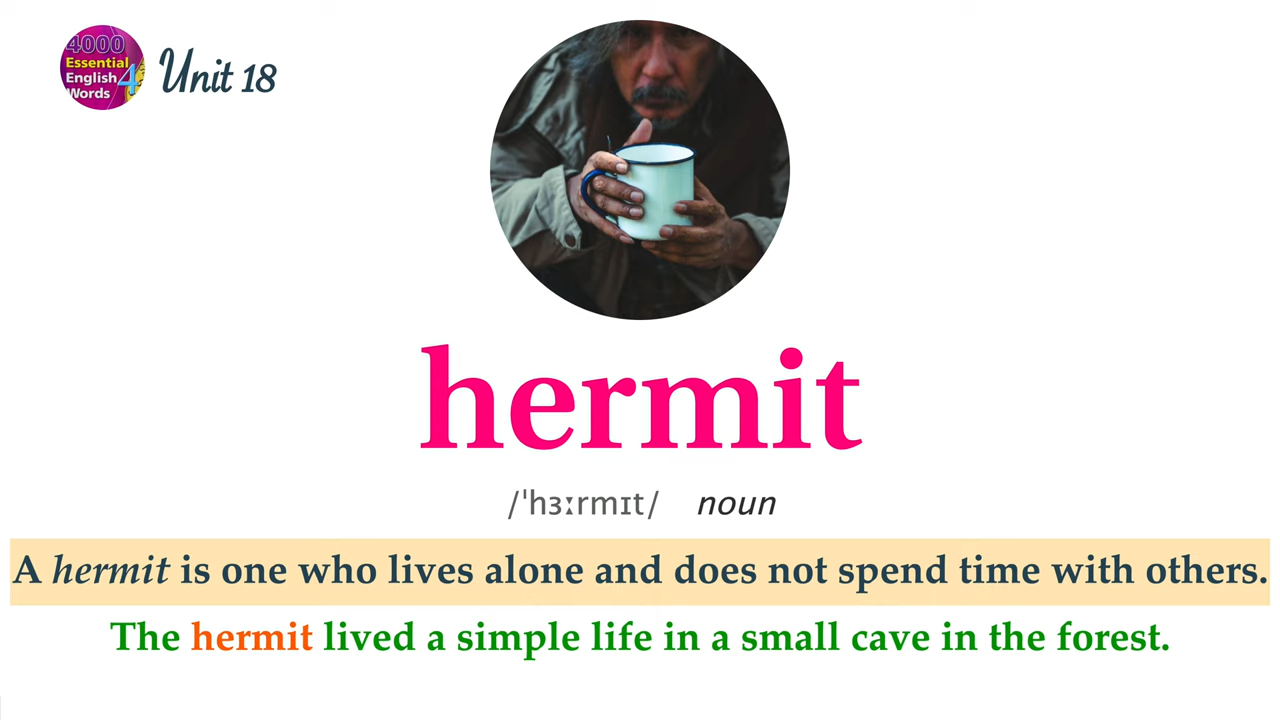 4000
Essential
English
Words 4
Unit 18
hermit
/ˈhɜːrmɪt/ noun
A hermit is one who lives alone and does not spend time with others.
The hermit lived a simple life in a small cave in the forest.